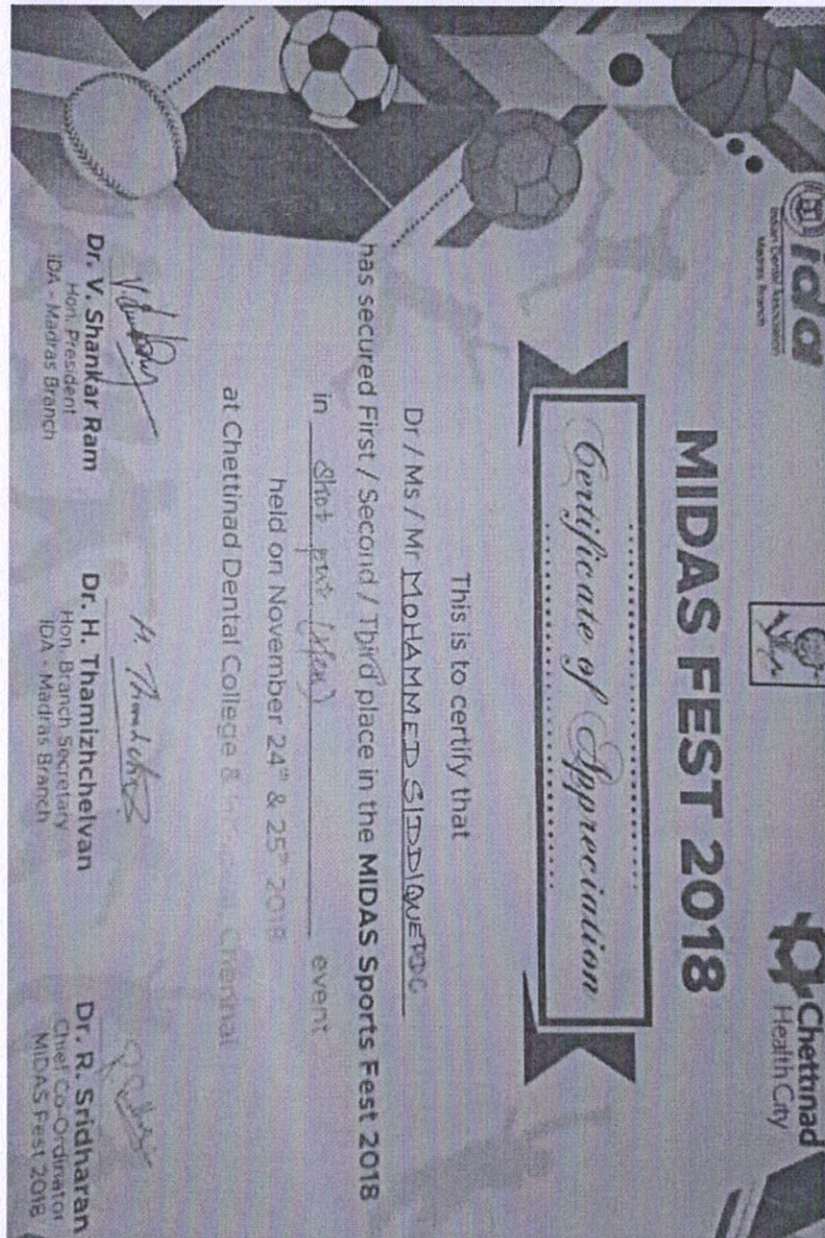 ida
Indian Dental Association
Madras Branch
Chettinad
Health City
MIDAS FEST 2018
Certificate of Appreciation
This is to certify that
Dr / Ms / Mr MOHAMMED SIDDIQUE
has secured First / Second / Third place in the MIDAS Sports Fest 2018
in Shot put (Men) event
held on November 24th & 25th 2018
at Chettinad Dental College & Chennai
Dr. V. Shankar Ram
Hon. President
IDA - Madras Branch
H. Thamizhchelvan
Dr. H. Thamizhchelvan
Hon. Branch Secretary
IDA - Madras Branch
Dr. R. Sridharan
Chief Co-Ordinator
MIDAS Fest 2018